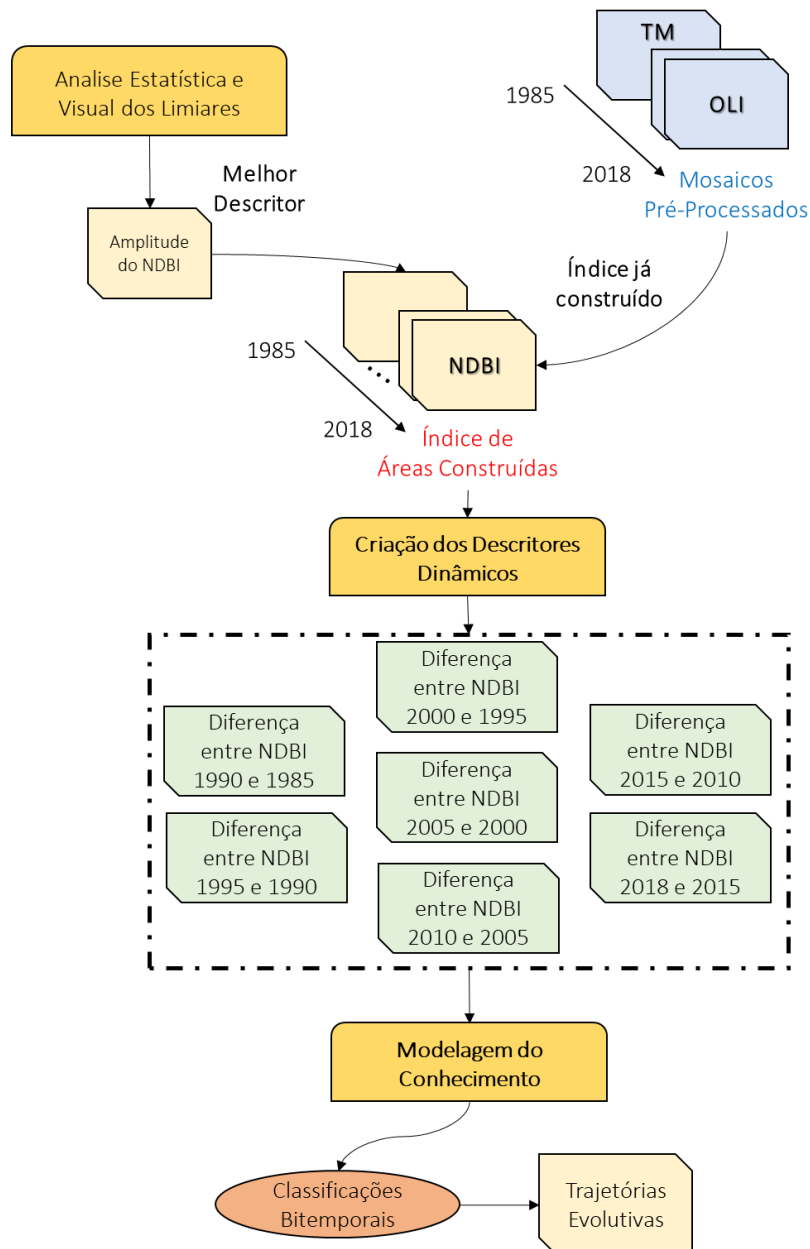 Analise Estatística e
Visual dos Limiares
TM
OLI
1985
2018
Mosaicos
Pré-Processados
Melhor
Descritor
Amplitude
do NDBI
Índice já
construído
1985
...
2018
NDBI
Índice de
Áreas Construídas
Criação dos Descritores
Dinâmicos
Diferença
entre NDBI
2000 e 1995
Diferença
entre NDBI
1990 e 1985
Diferença
entre NDBI
2015 e 2010
Diferença
entre NDBI
2005 e 2000
Diferença
entre NDBI
1995 e 1990
Diferença
entre NDBI
2018 e 2015
Diferença
entre NDBI
2010 e 2005
Modelagem do
Conhecimento
Classificações
Bitemporais
Trajetórias
Evolutivas